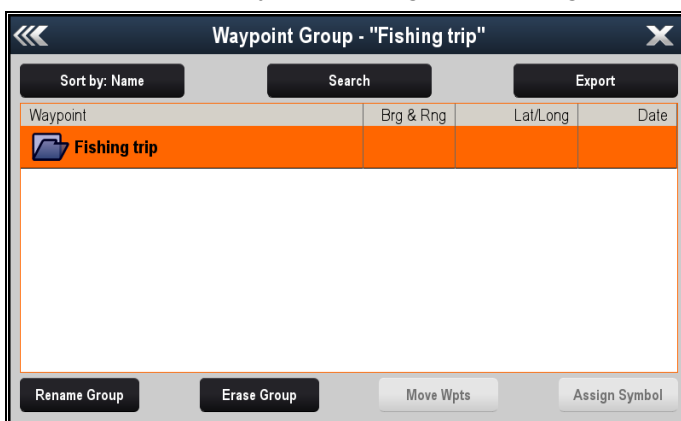 Waypoint Group - "Fishing trip"
Sort by: Name Search Export
Waypoint Brg & Rng Lat/Long Date
Fishing trip
Rename Group Erase Group Move Wpts Assign Symbol